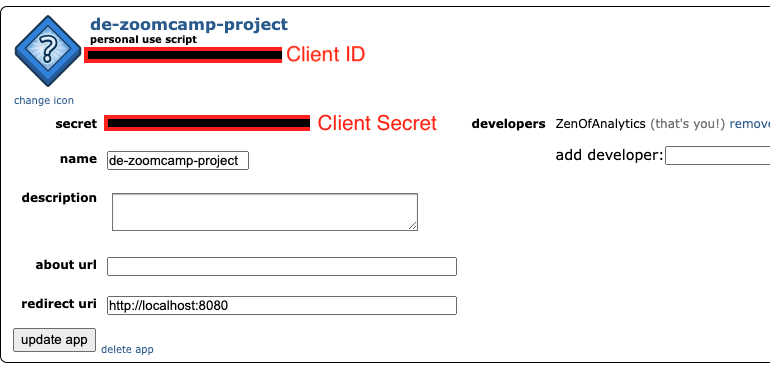 de-zoomcamp-project
personal use script
Client ID
change icon
secret Client Secret developers ZenOfAnalytics (that's you!) remove
add developer:
name de-zoomcamp-project
description
about url
redirect uri http://localhost:8080
update app delete app